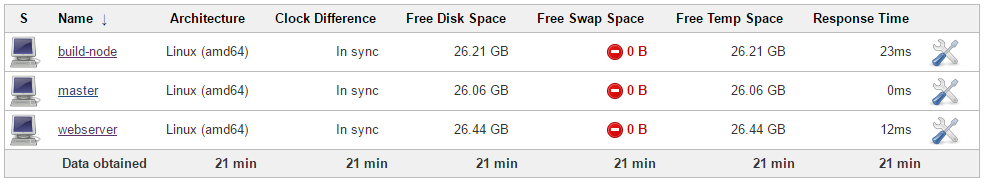 S Name ↓ Architecture Clock Difference Free Disk Space Free Swap Space Free Temp Space Response Time
build-node Linux (amd64) In sync 26.21 GB 0 B 26.21 GB 23ms
master Linux (amd64) In sync 26.06 GB 0 B 26.06 GB 0ms
webserver Linux (amd64) In sync 26.44 GB 0 B 26.44 GB 12ms
Data obtained 21 min 21 min 21 min 21 min 21 min 21 min